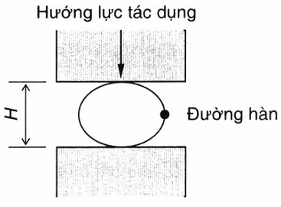 Hướng lực tác dụng
H
Đường hàn